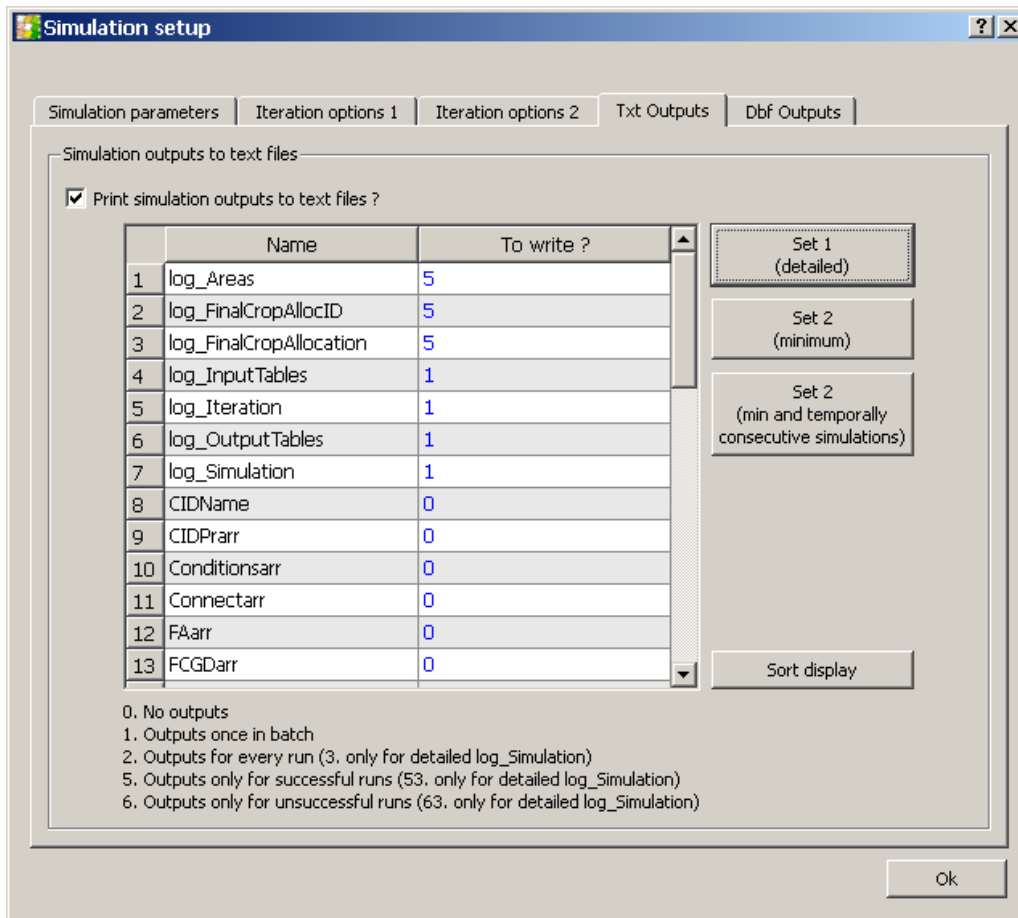 Simulation setup
? X
Simulation parameters Iteration options 1 Iteration options 2 Txt Outputs Dbf Outputs
Simulation outputs to text files
Print simulation outputs to text files ?
Name To write ?
1 log_Areas 5
2 log_FinalCropAllocID 5
3 log_FinalCropAllocation 5
4 log_InputTables 1
5 log_Iteration 1
6 log_OutputTables 1
7 log_Simulation 1
8 CIDName 0
9 CIDPrarr 0
10 Conditionsarr 0
11 Connectarr 0
12 FAarr 0
13 FCGDarr 0
Set 1
(detailed)
Set 2
(minimum)
Set 2
(min and temporally
consecutive simulations)
Sort display
0. No outputs
1. Outputs once in batch
2. Outputs for every run (3. only for detailed log_Simulation)
5. Outputs only for successful runs (53. only for detailed log_Simulation)
6. Outputs only for unsuccessful runs (63. only for detailed log_Simulation)
Ok